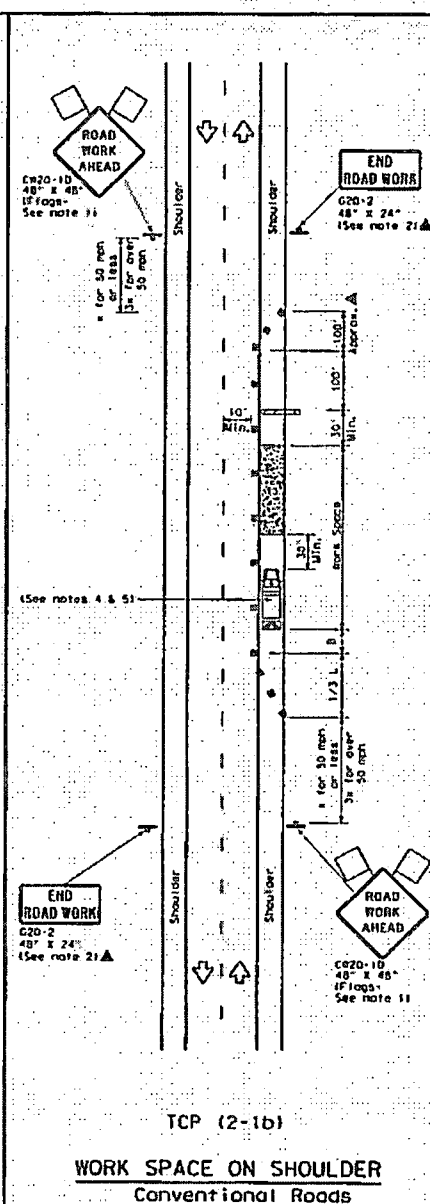 ROAD
WORK
AHEAD
CW20-1D
48" X 48"
(Flags-
See note 1)
x for 50 mph
or less
3x for over
50 mph
Shoulder
Shoulder
END
ROAD WORK
G20-2
48" X 24"
(See note 2)▲
100'
Approx.
100'
30'
Min.
10'
Min.
Work Space
30'
Min.
(See notes 4 & 5)
B
1/3 L
x for 50 mph
or less
3x for over
50 mph
Shoulder
Shoulder
END
ROAD WORK
G20-2
48" X 24"
(See note 2)▲
ROAD
WORK
AHEAD
CW20-1D
48" X 48"
(Flags-
See note 1)
TCP (2-1b)
WORK SPACE ON SHOULDER
Conventional Roads